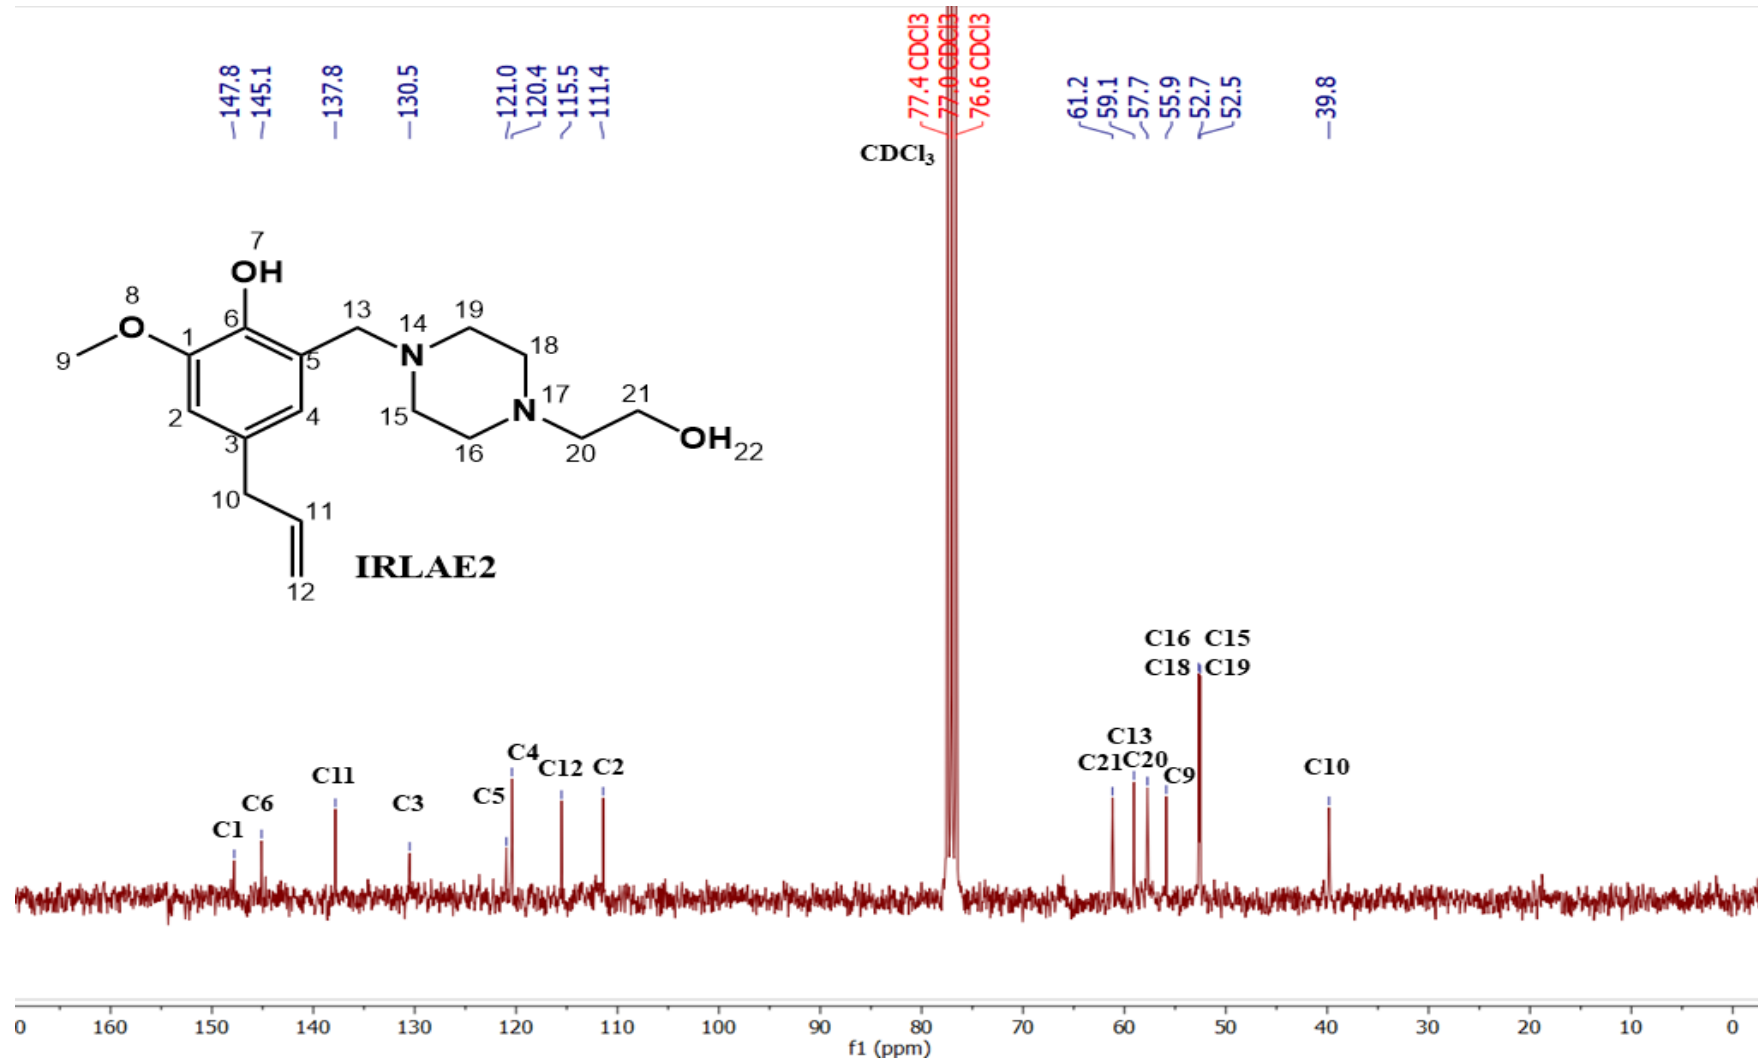 147.8
145.1
137.8
130.5
121.0
120.4
115.5
111.4
77.4 CDCl3
77.0 CDCl3
76.6 CDCl3
61.2
59.1
57.7
55.9
52.7
52.5
39.8
CDCl₃
7
OH
8
O
9
1
6
5
2
3
4
13
14
N
19
18
15
16
17
N
21
20
OH 22
10
11
12
IRLAE2
C1
C6
C11
C3
C5
C4
C12
C2
C21
C13
C20
C9
C16 C15
C18 C19
C10
0 160 150 140 130 120 110 100 90 80 70 60 50 40 30 20 10 0
f1 (ppm)